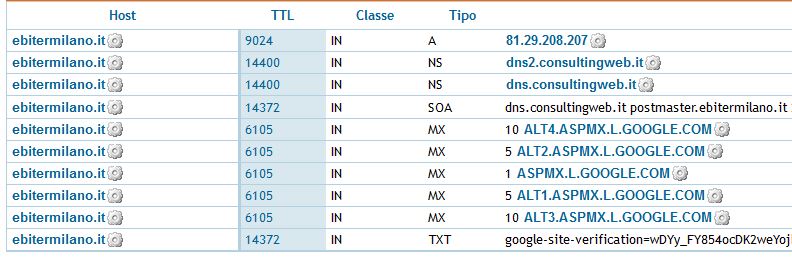 Host TTL Classe Tipo
ebitermilano.it 9024 IN A 81.29.208.207
ebitermilano.it 14400 IN NS dns2.consultingweb.it
ebitermilano.it 14400 IN NS dns.consultingweb.it
ebitermilano.it 14372 IN SOA dns.consultingweb.it postmaster.ebitermilano.it
ebitermilano.it 6105 IN MX 10 ALT4.ASPMX.L.GOOGLE.COM
ebitermilano.it 6105 IN MX 5 ALT2.ASPMX.L.GOOGLE.COM
ebitermilano.it 6105 IN MX 1 ASPMX.L.GOOGLE.COM
ebitermilano.it 6105 IN MX 5 ALT1.ASPMX.L.GOOGLE.COM
ebitermilano.it 6105 IN MX 10 ALT3.ASPMX.L.GOOGLE.COM
ebitermilano.it 14372 IN TXT google-site-verification=wDYy_FY854ocDK2weYoj